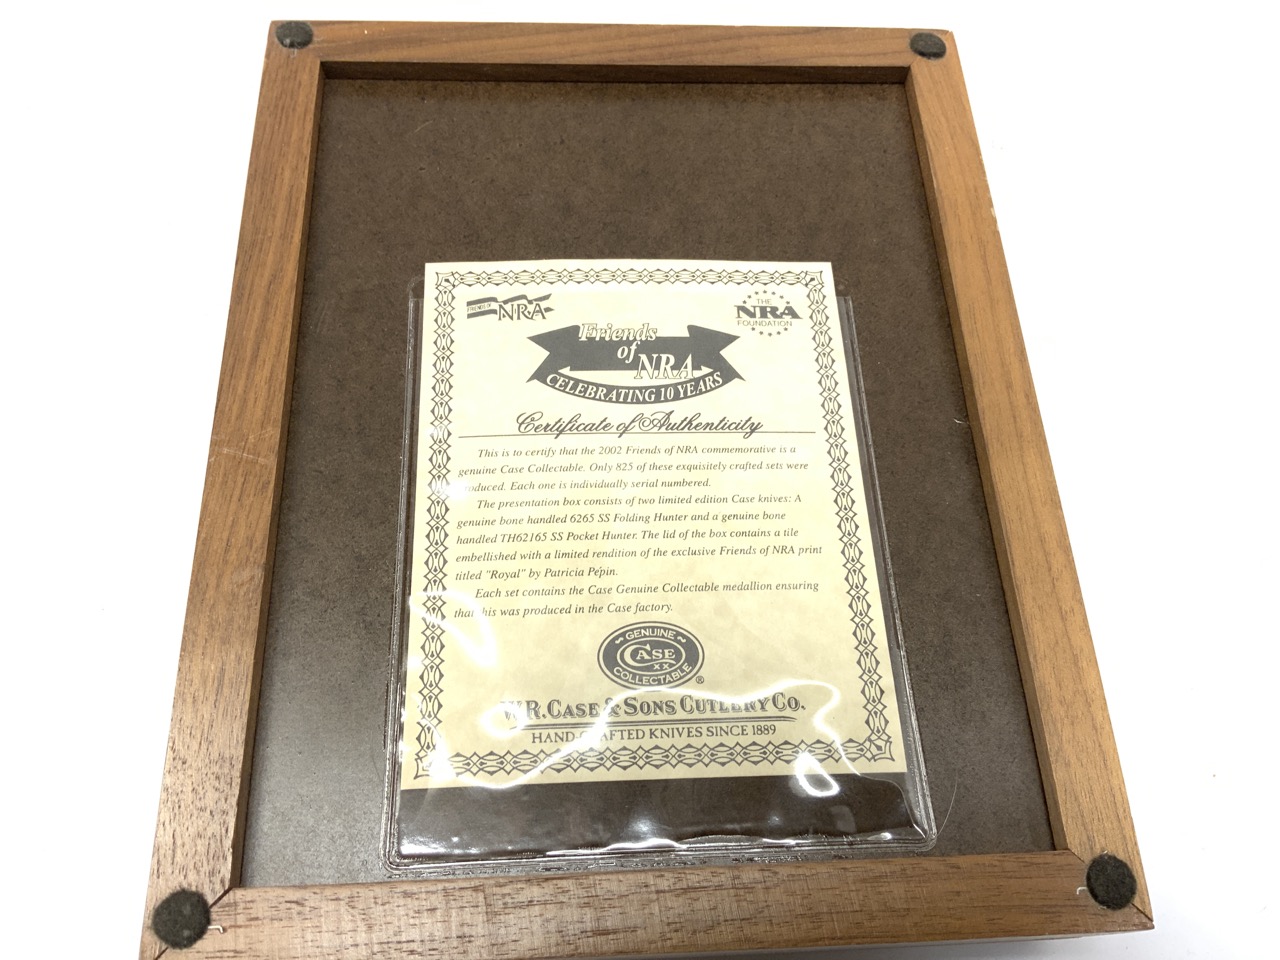 FRIENDS OF NRA
THE NRA FOUNDATION
Friends
of NRA
CELEBRATING 10 YEARS
Certificate of Authenticity
This is to certify that the 2002 Friends of NRA commemorative is a
genuine Case Collectable. Only 825 of these exquisitely crafted sets were
produced. Each one is individually serial numbered.
The presentation box consists of two limited edition Case knives: A
genuine bone handled 6265 SS Folding Hunter and a genuine bone
handled TH62165 SS Pocket Hunter. The lid of the box contains a tile
embellished with a limited rendition of the exclusive Friends of NRA print
titled "Royal" by Patricia Pépin.
Each set contains the Case Genuine Collectable medallion ensuring
that this was produced in the Case factory.
GENUINE
CASE
XX
COLLECTABLE
®
W.R. CASE & SONS CUTLERY CO.
HAND-CRAFTED KNIVES SINCE 1889